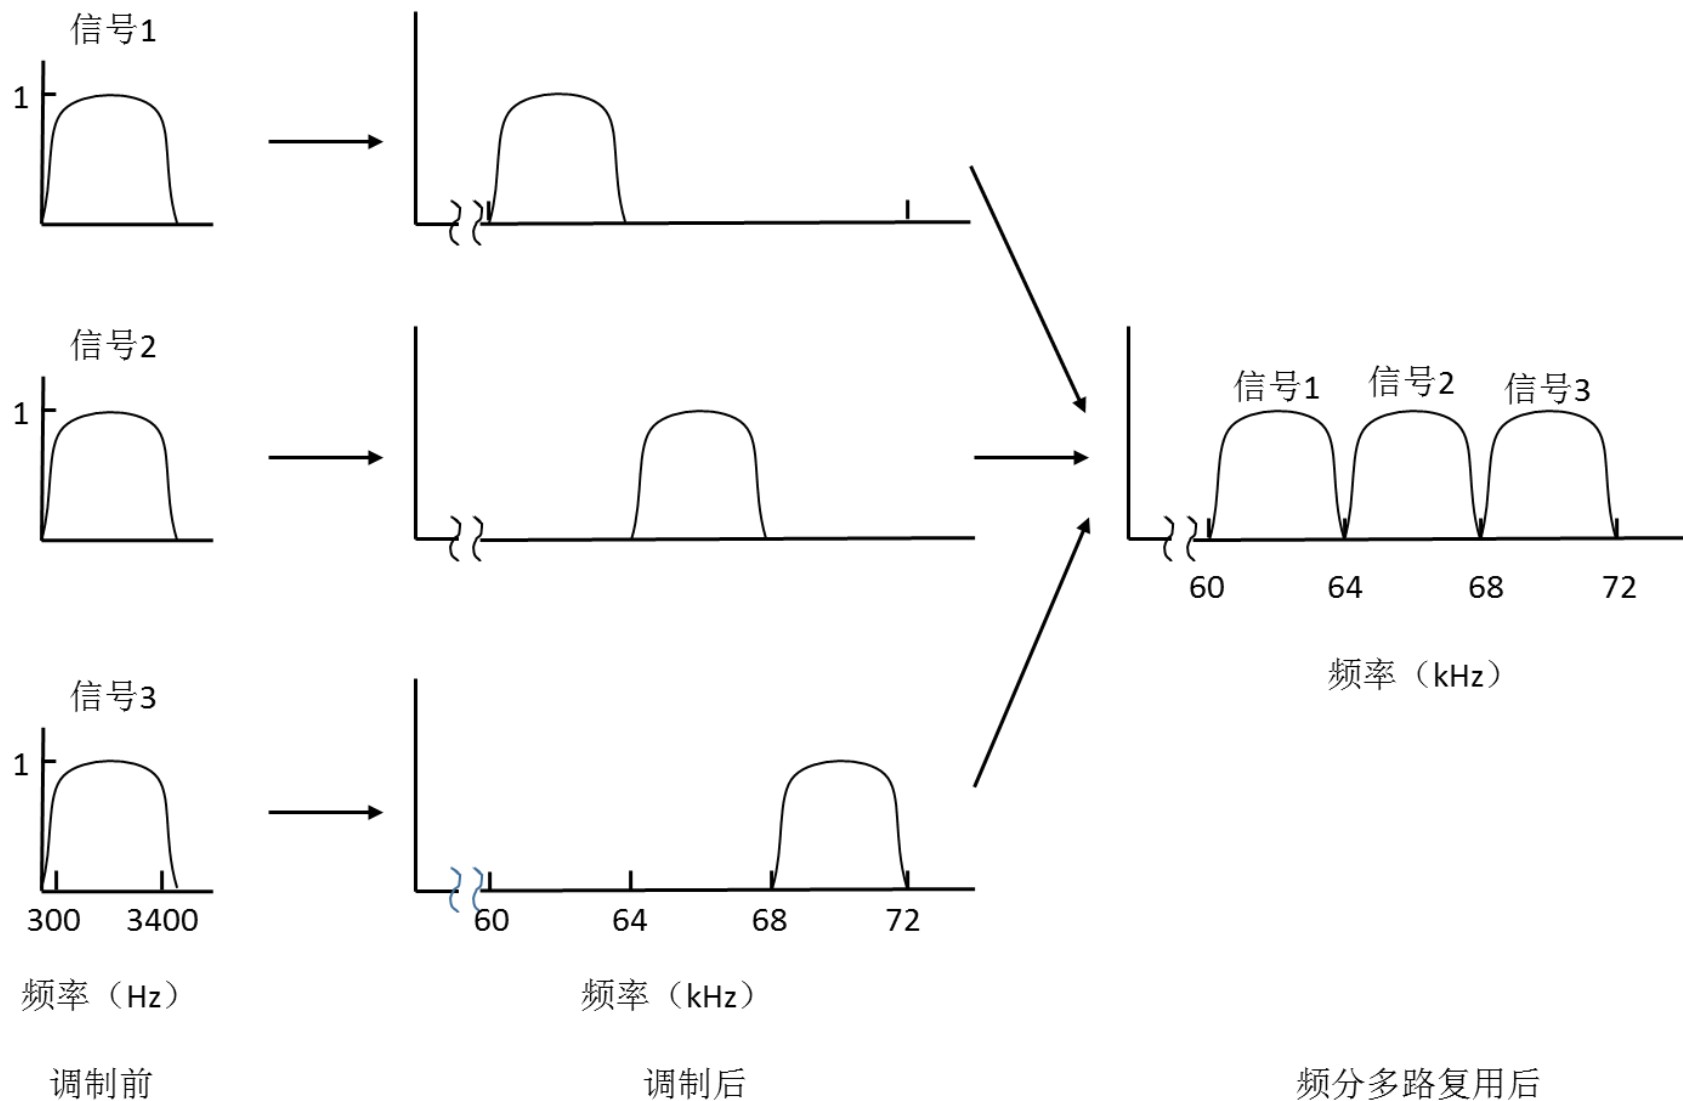 信号1
1
信号2
1
信号3
1
300 3400
频率（Hz）
调制前
60 64 68 72
频率（kHz）
调制后
信号1 信号2 信号3
60 64 68 72
频率（kHz）
频分多路复用后